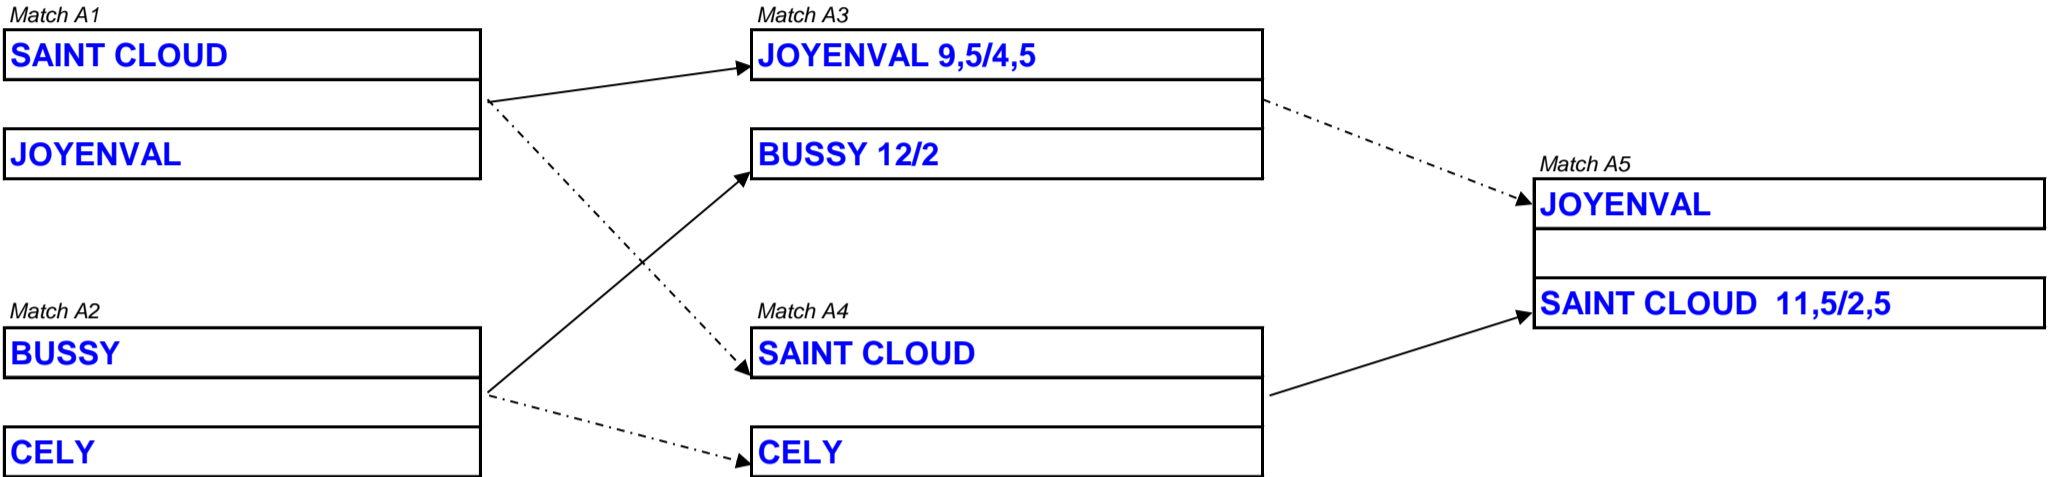 Match A1
SAINT CLOUD
JOYENVAL
Match A2
BUSSY
CELY
Match A3
JOYENVAL 9,5/4,5
BUSSY 12/2
Match A4
SAINT CLOUD
CELY
Match A5
JOYENVAL
SAINT CLOUD  11,5/2,5